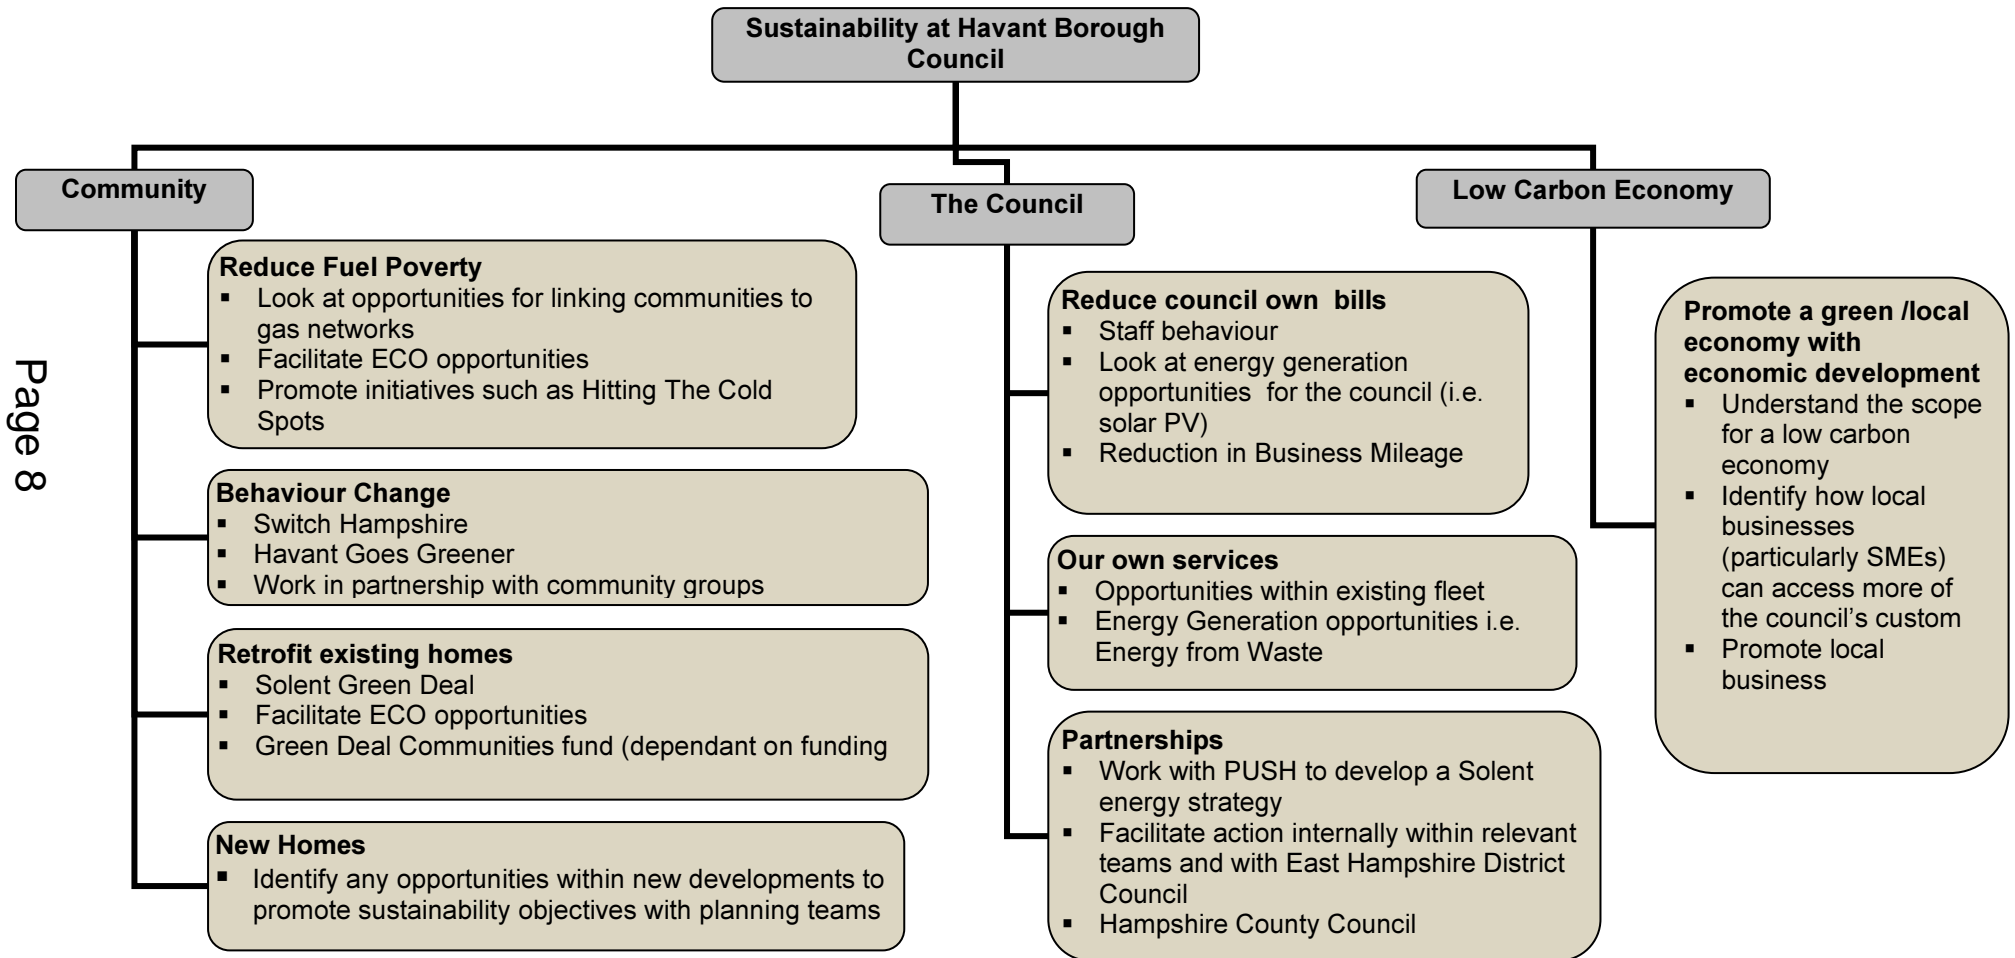 Sustainability at Havant Borough
Council
Community
Reduce Fuel Poverty
▪ Look at opportunities for linking communities to
gas networks
▪ Facilitate ECO opportunities
▪ Promote initiatives such as Hitting The Cold
Spots
Behaviour Change
▪ Switch Hampshire
▪ Havant Goes Greener
▪ Work in partnership with community groups
Retrofit existing homes
▪ Solent Green Deal
▪ Facilitate ECO opportunities
▪ Green Deal Communities fund (dependant on funding
New Homes
▪ Identify any opportunities within new developments to
promote sustainability objectives with planning teams
The Council
Reduce council own  bills
▪ Staff behaviour
▪ Look at energy generation
opportunities  for the council (i.e.
solar PV)
▪ Reduction in Business Mileage
Our own services
▪ Opportunities within existing fleet
▪ Energy Generation opportunities i.e.
Energy from Waste
Partnerships
▪ Work with PUSH to develop a Solent
energy strategy
▪ Facilitate action internally within relevant
teams and with East Hampshire District
Council
▪ Hampshire County Council
Low Carbon Economy
Promote a green /local
economy with
economic development
▪ Understand the scope
for a low carbon
economy
▪ Identify how local
businesses
(particularly SMEs)
can access more of
the council's custom
▪ Promote local
business
Page 8